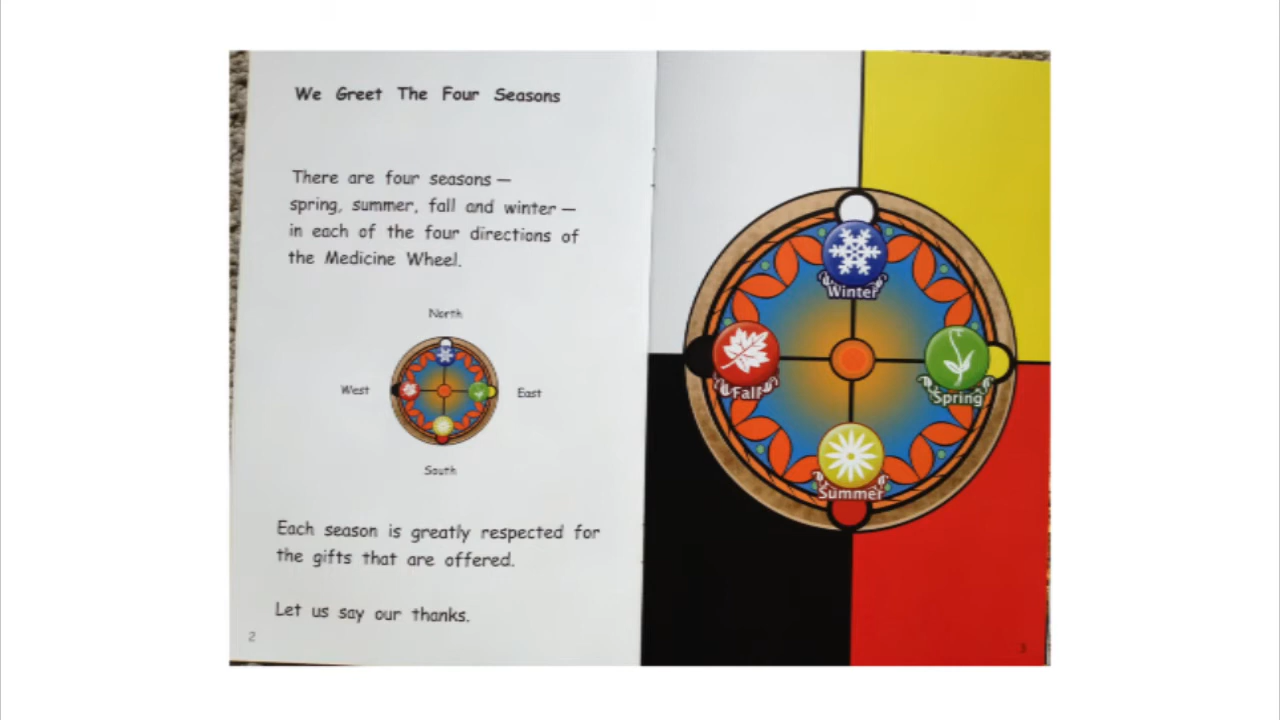 We Greet The Four Seasons
There are four seasons —
spring, summer, fall and winter —
in each of the four directions of
the Medicine Wheel.
North
West
East
South
Each season is greatly respected for
the gifts that are offered.
Let us say our thanks.
2
Winter
Fall
Spring
Summer
3